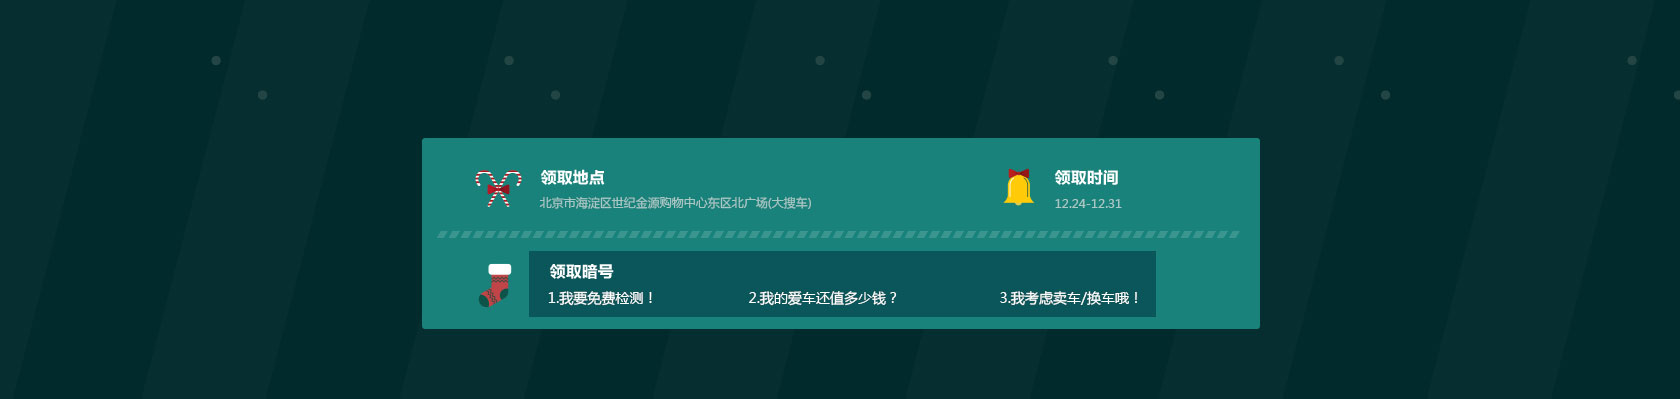 领取地点
北京市海淀区世纪金源购物中心东区北广场(大搜车)
领取时间
12.24-12.31
领取暗号
1.我要免费检测！
2.我的爱车还值多少钱？
3.我考虑卖车/换车哦！